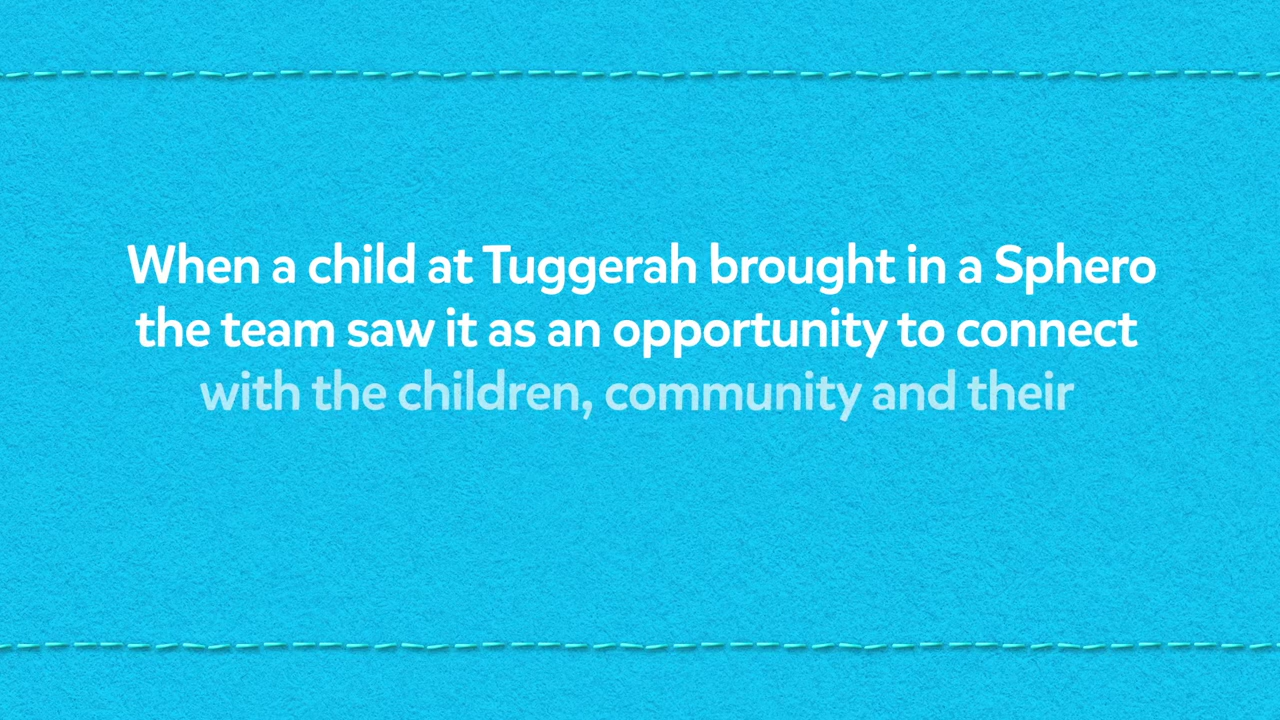 When a child at Tuggerah brought in a Sphero
the team saw it as an opportunity to connect
with the children, community and their